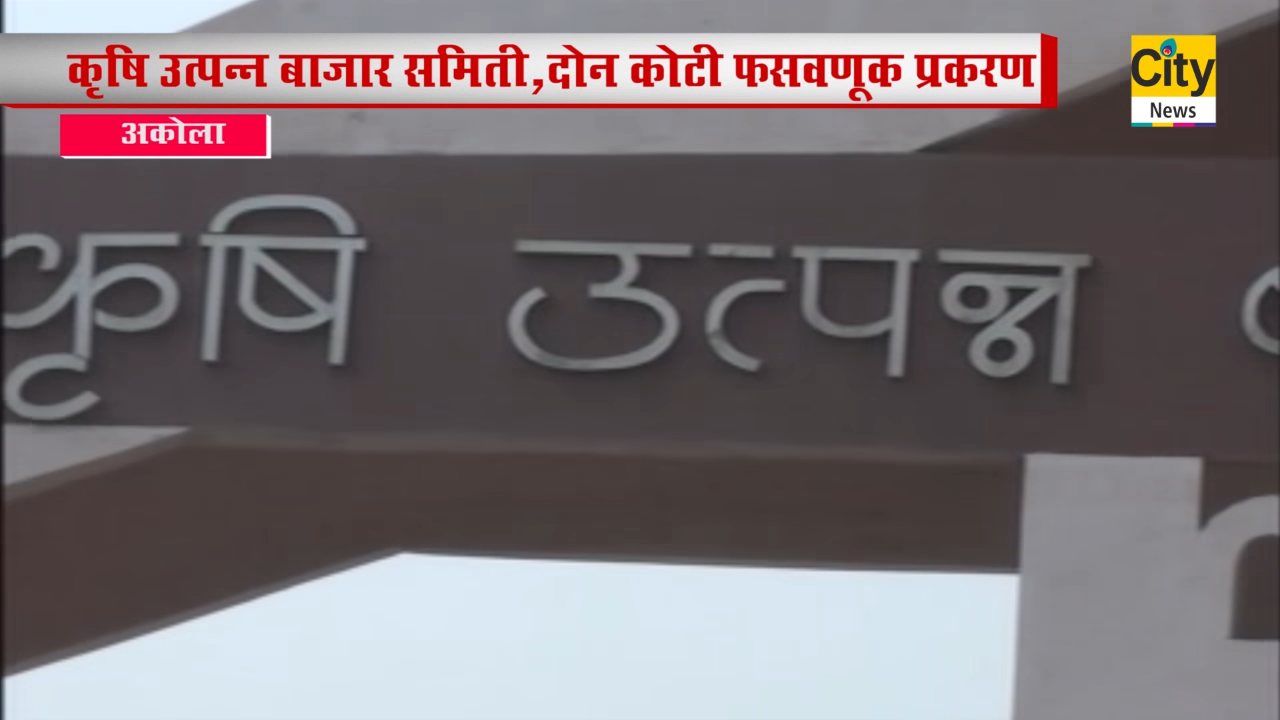 कृषि उत्पन्न बाजार समिती,दोन कोटी फसवणूक प्रकरण
City
News
अकोला
कृषि उत्पन्न